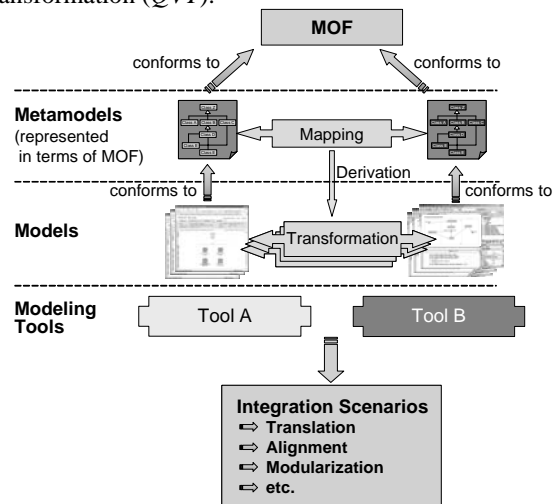 ansformation (QVT).
MOF
conforms to
conforms to
Metamodels
(represented
in terms of MOF)
Mapping
Derivation
conforms to
conforms to
Models
Transformation
Modeling
Tools
Tool A
Tool B
Integration Scenarios
⇨ Translation
⇨ Alignment
⇨ Modularization
⇨ etc.